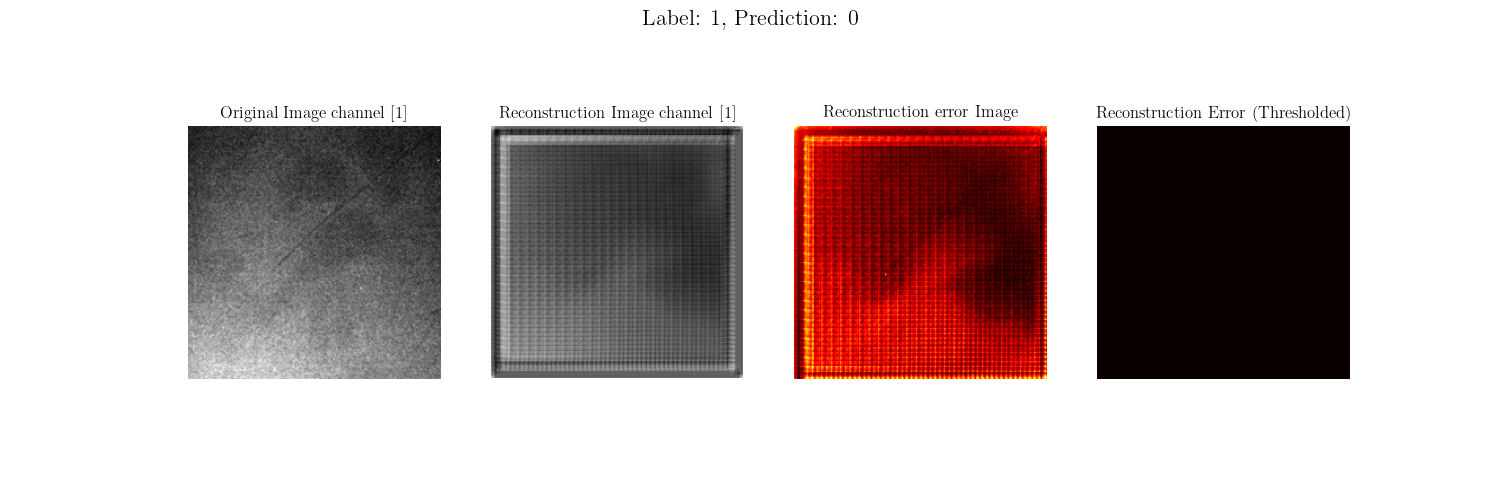 Label: 1, Prediction: 0
Original Image channel [1]
Reconstruction Image channel [1]
Reconstruction error Image
Reconstruction Error (Thresholded)